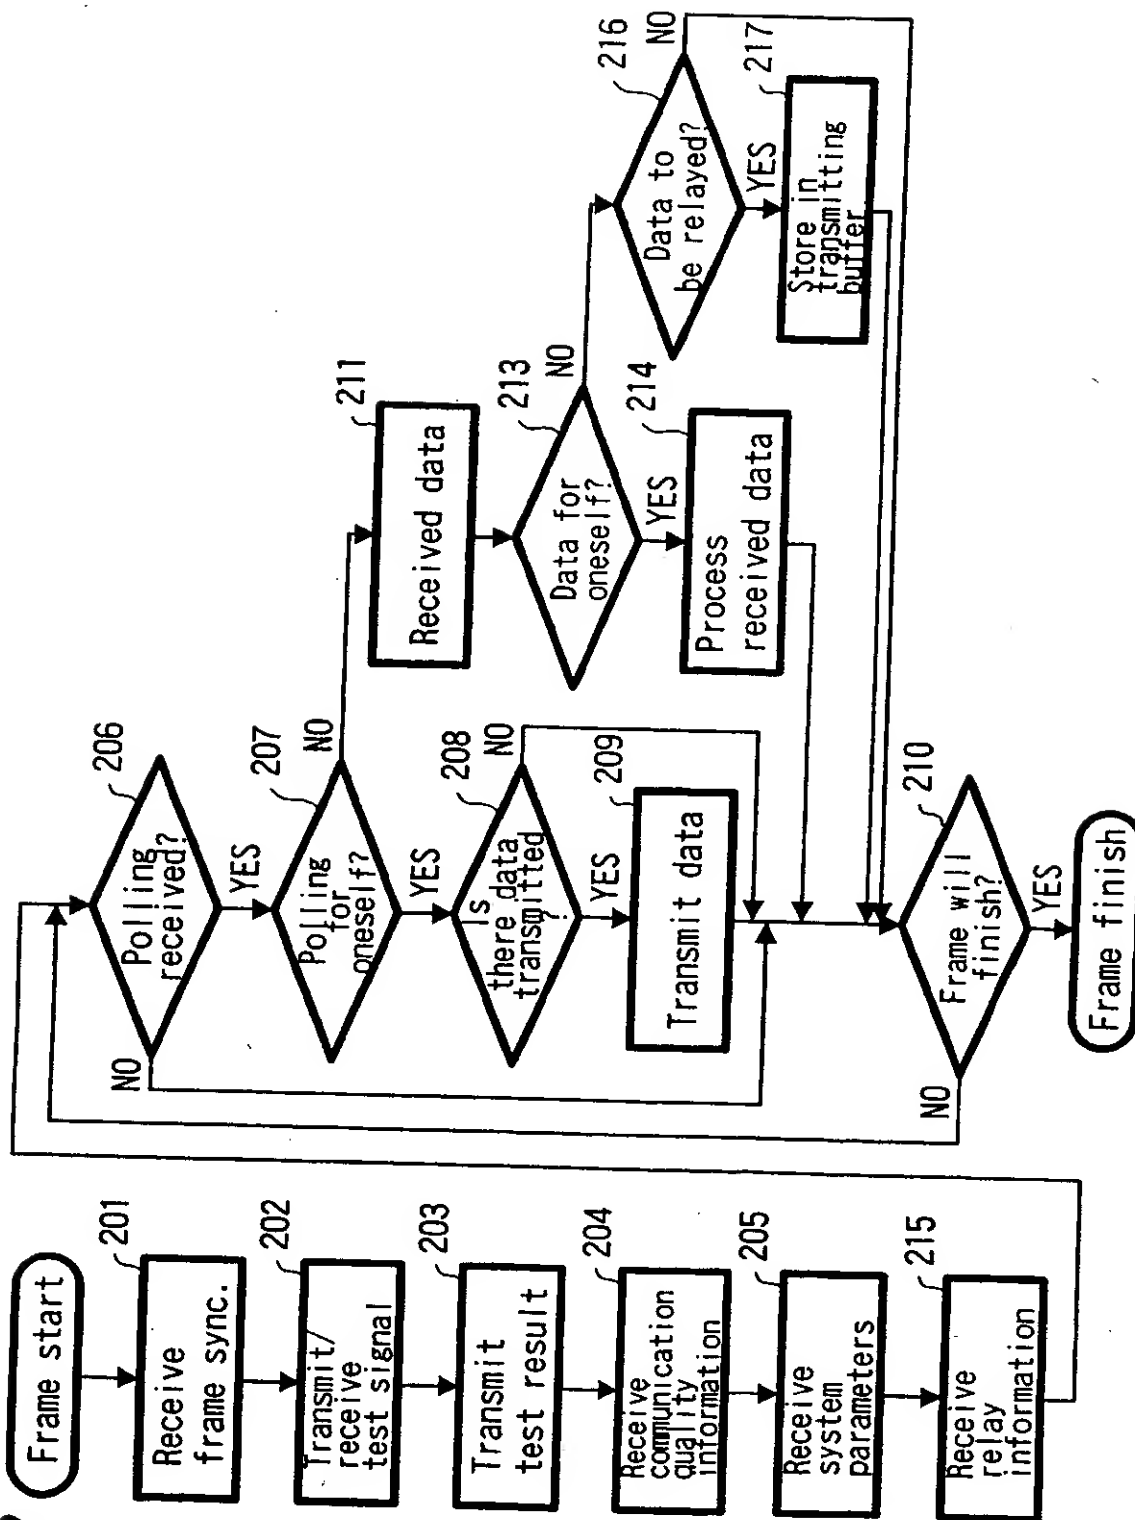 Frame start
201
Receive
frame sync.
202
Transmit/
receive
test signal
203
Transmit
test result
204
Receive
communication
quality
information
205
Receive
system
parameters
215
Receive
relay
information
206
Polling
received?
NO
YES
207
Polling
for
oneself?
NO
YES
208
Is
there data
transmitted
?
NO
YES
209
Transmit data
210
Frame will
finish?
NO
YES
Frame finish
211
Received data
213
Data for
oneself?
NO
YES
214
Process
received data
216
Data to
be relayed?
NO
YES
217
Store in
transmitting
buffer